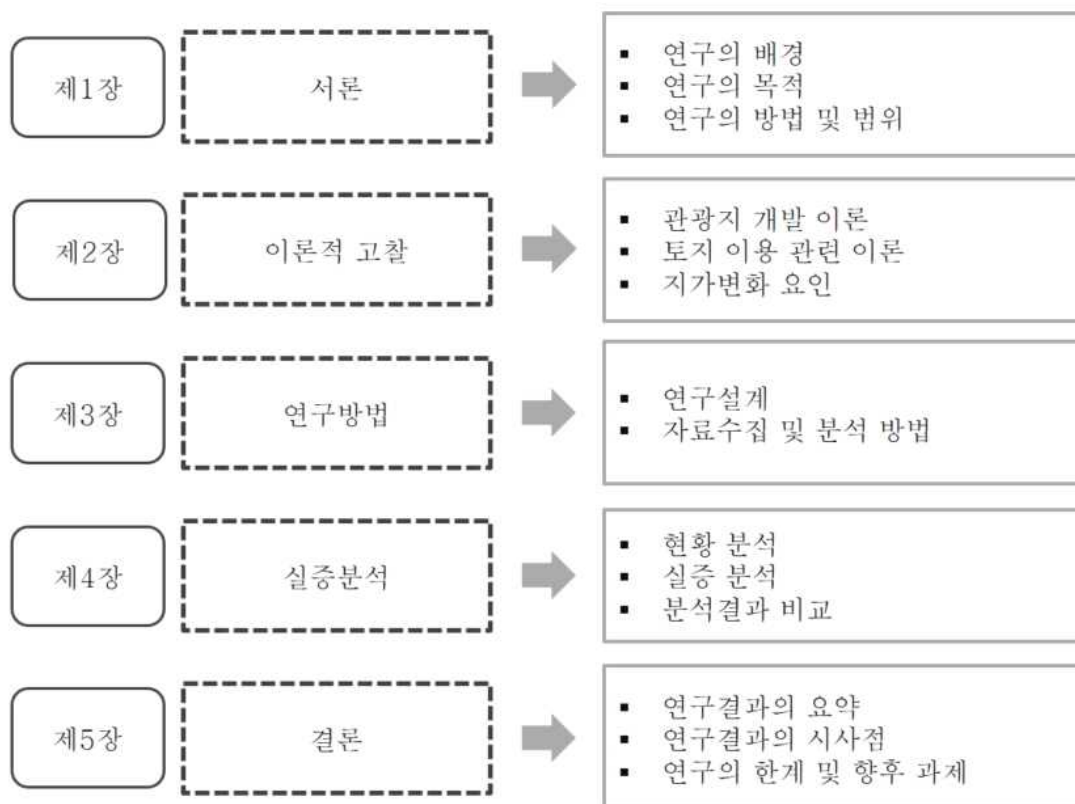 제1장
서론
▪ 연구의 배경
▪ 연구의 목적
▪ 연구의 방법 및 범위
제2장
이론적 고찰
▪ 관광지 개발 이론
▪ 토지 이용 관련 이론
▪ 지가변화 요인
제3장
연구방법
▪ 연구설계
▪ 자료수집 및 분석 방법
제4장
실증분석
▪ 현황 분석
▪ 실증 분석
▪ 분석결과 비교
제5장
결론
▪ 연구결과의 요약
▪ 연구결과의 시사점
▪ 연구의 한계 및 향후 과제